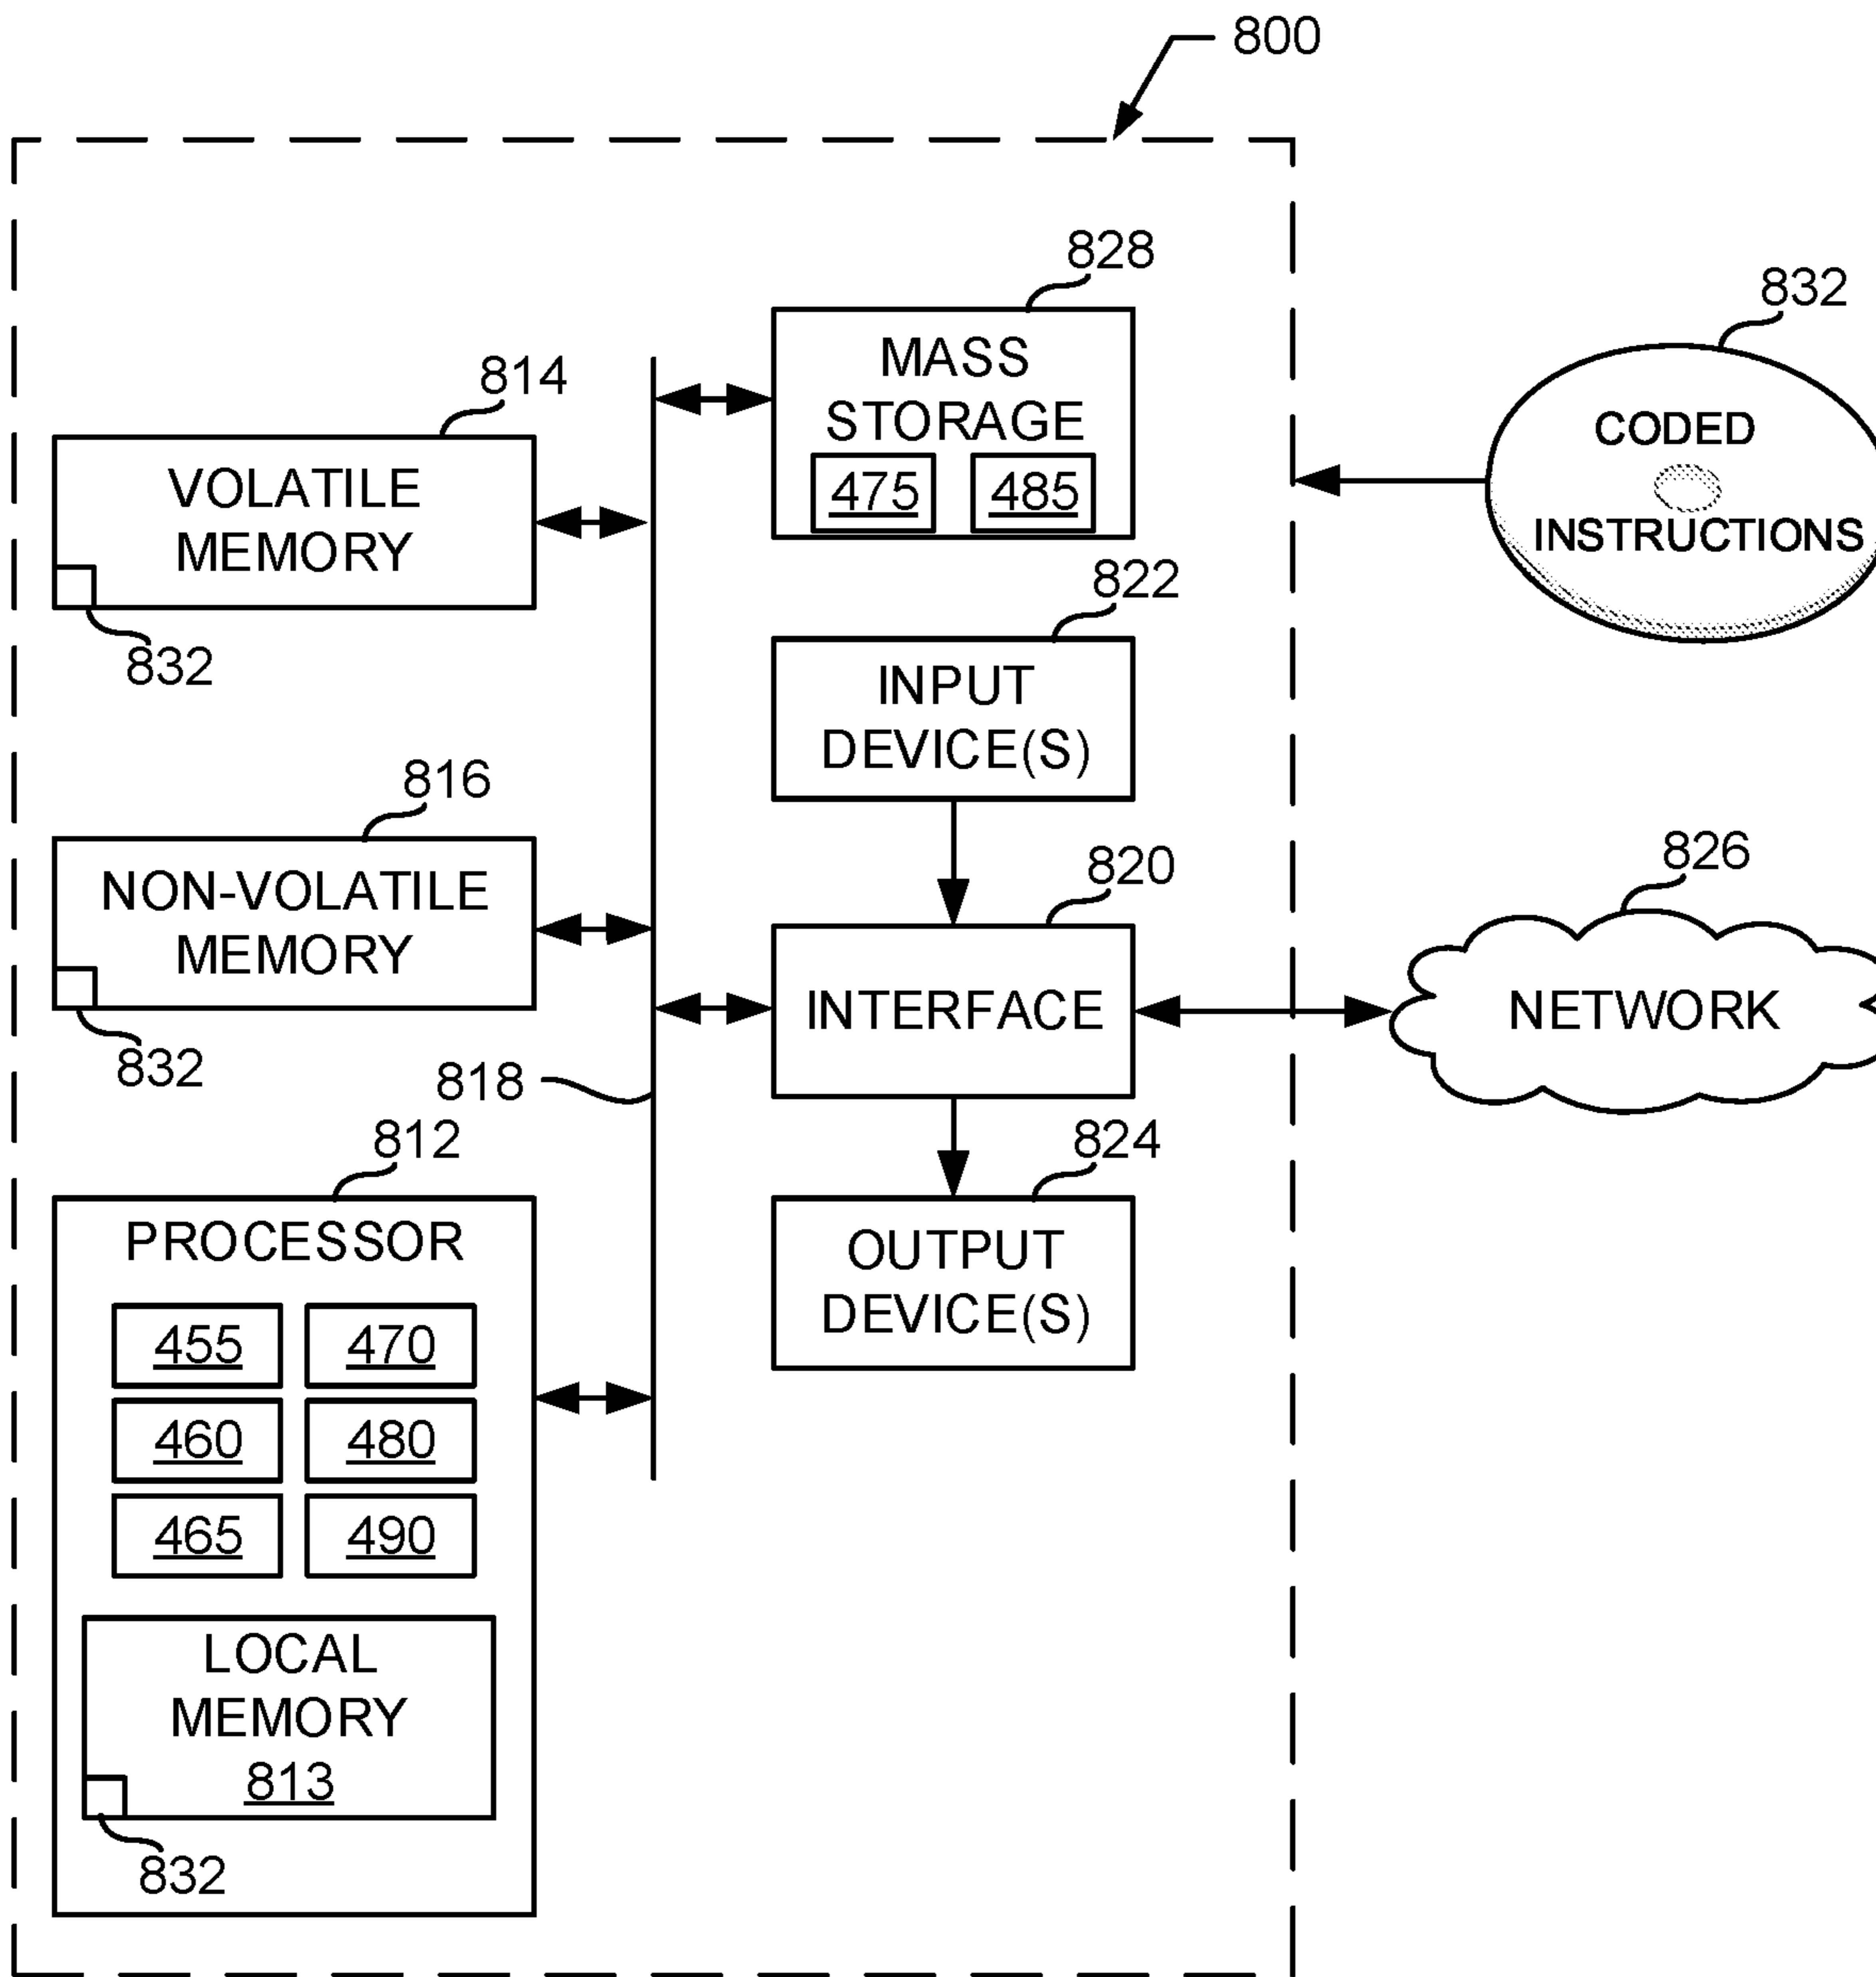 800
828
MASS
STORAGE
475 485
832
CODED
INSTRUCTIONS
814
VOLATILE
MEMORY
832
822
INPUT
DEVICE(S)
816
NON-VOLATILE
MEMORY
832
820
INTERFACE
826
NETWORK
818
812
PROCESSOR
455 470
460 480
465 490
LOCAL
MEMORY
813
832
824
OUTPUT
DEVICE(S)